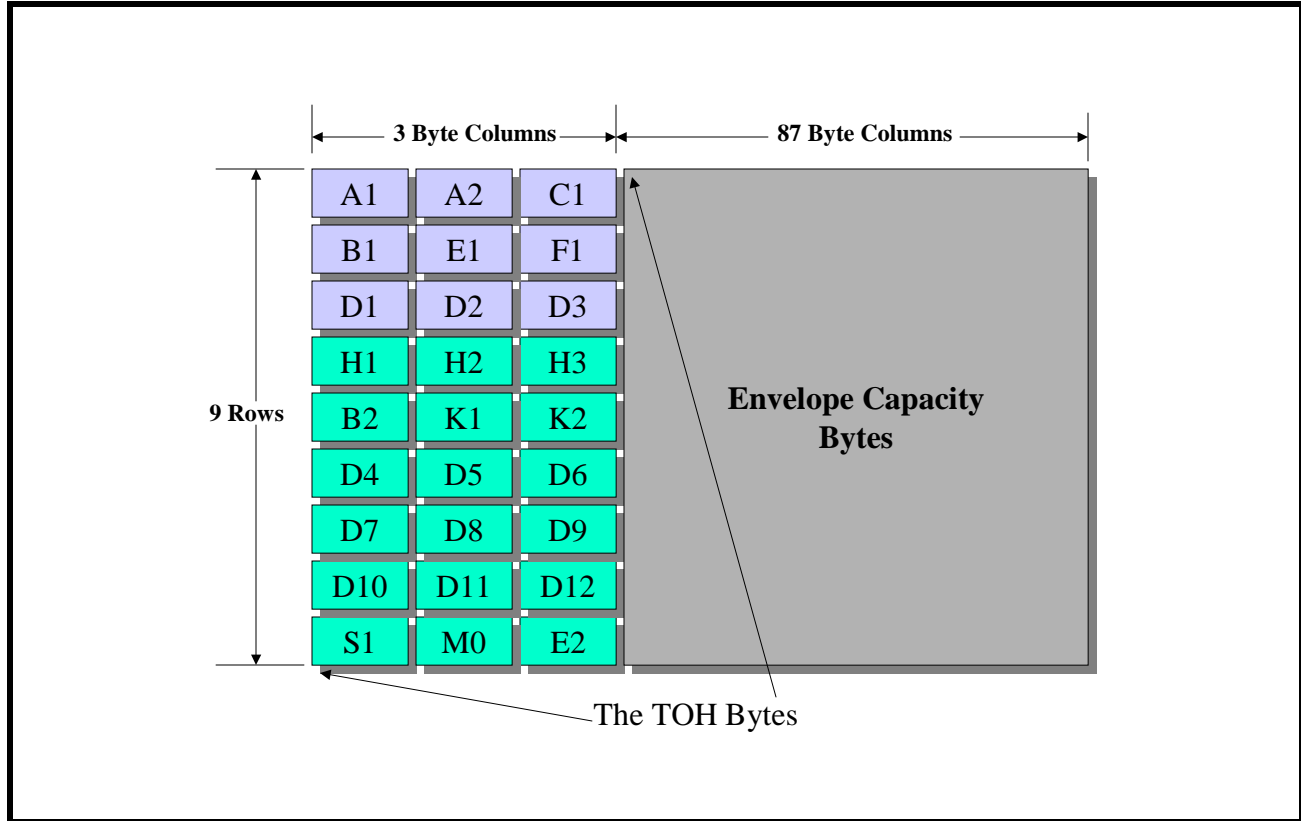 3 Byte Columns 87 Byte Columns
A1 A2 C1
B1 E1 F1
D1 D2 D3
H1 H2 H3
9 Rows
B2 K1 K2
Envelope Capacity
Bytes
D4 D5 D6
D7 D8 D9
D10 D11 D12
S1 M0 E2
The TOH Bytes